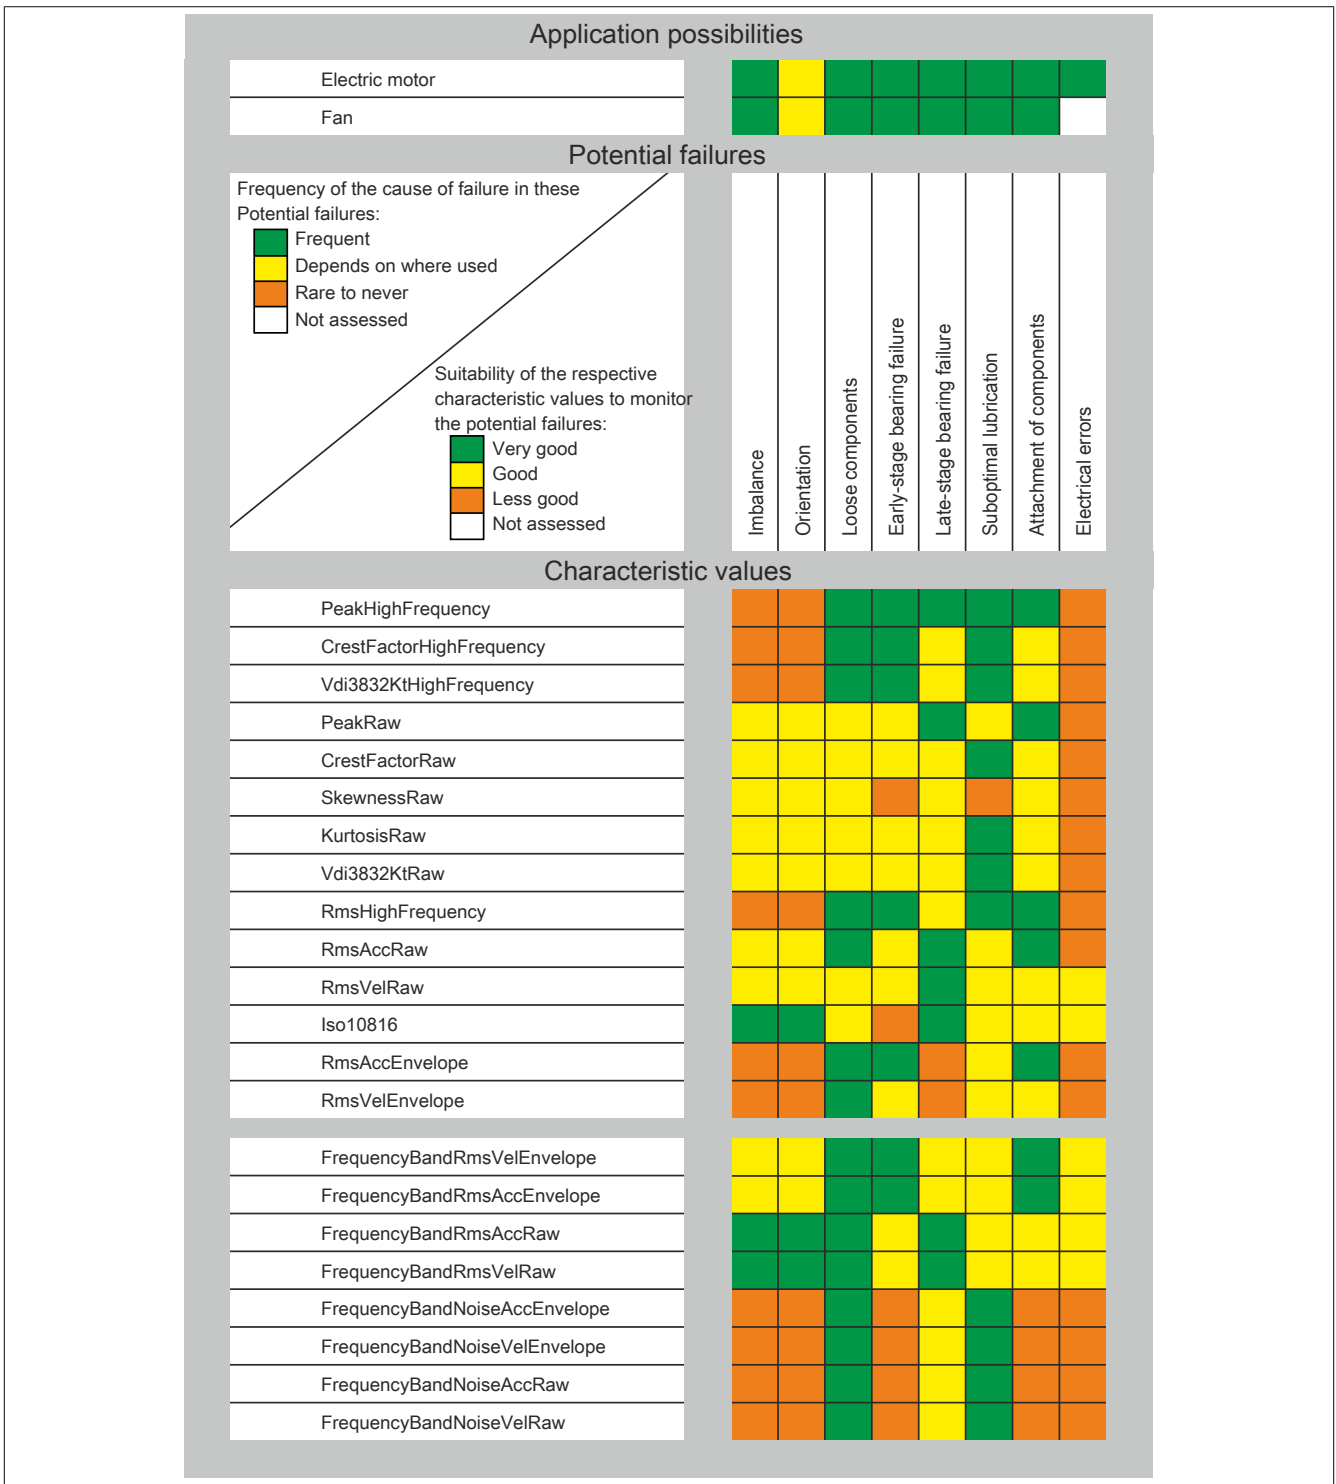 Application possibilities
Electric motor
Fan
Potential failures
Frequency of the cause of failure in these
Potential failures:
Frequent
Depends on where used
Rare to never
Not assessed
Suitability of the respective
characteristic values to monitor
the potential failures:
Very good
Good
Less good
Not assessed
Imbalance
Orientation
Loose components
Early-stage bearing failure
Late-stage bearing failure
Suboptimal lubrication
Attachment of components
Electrical errors
Characteristic values
PeakHighFrequency
CrestFactorHighFrequency
Vdi3832KtHighFrequency
PeakRaw
CrestFactorRaw
SkewnessRaw
KurtosisRaw
Vdi3832KtRaw
RmsHighFrequency
RmsAccRaw
RmsVelRaw
Iso10816
RmsAccEnvelope
RmsVelEnvelope
FrequencyBandRmsVelEnvelope
FrequencyBandRmsAccEnvelope
FrequencyBandRmsAccRaw
FrequencyBandRmsVelRaw
FrequencyBandNoiseAccEnvelope
FrequencyBandNoiseVelEnvelope
FrequencyBandNoiseAccRaw
FrequencyBandNoiseVelRaw